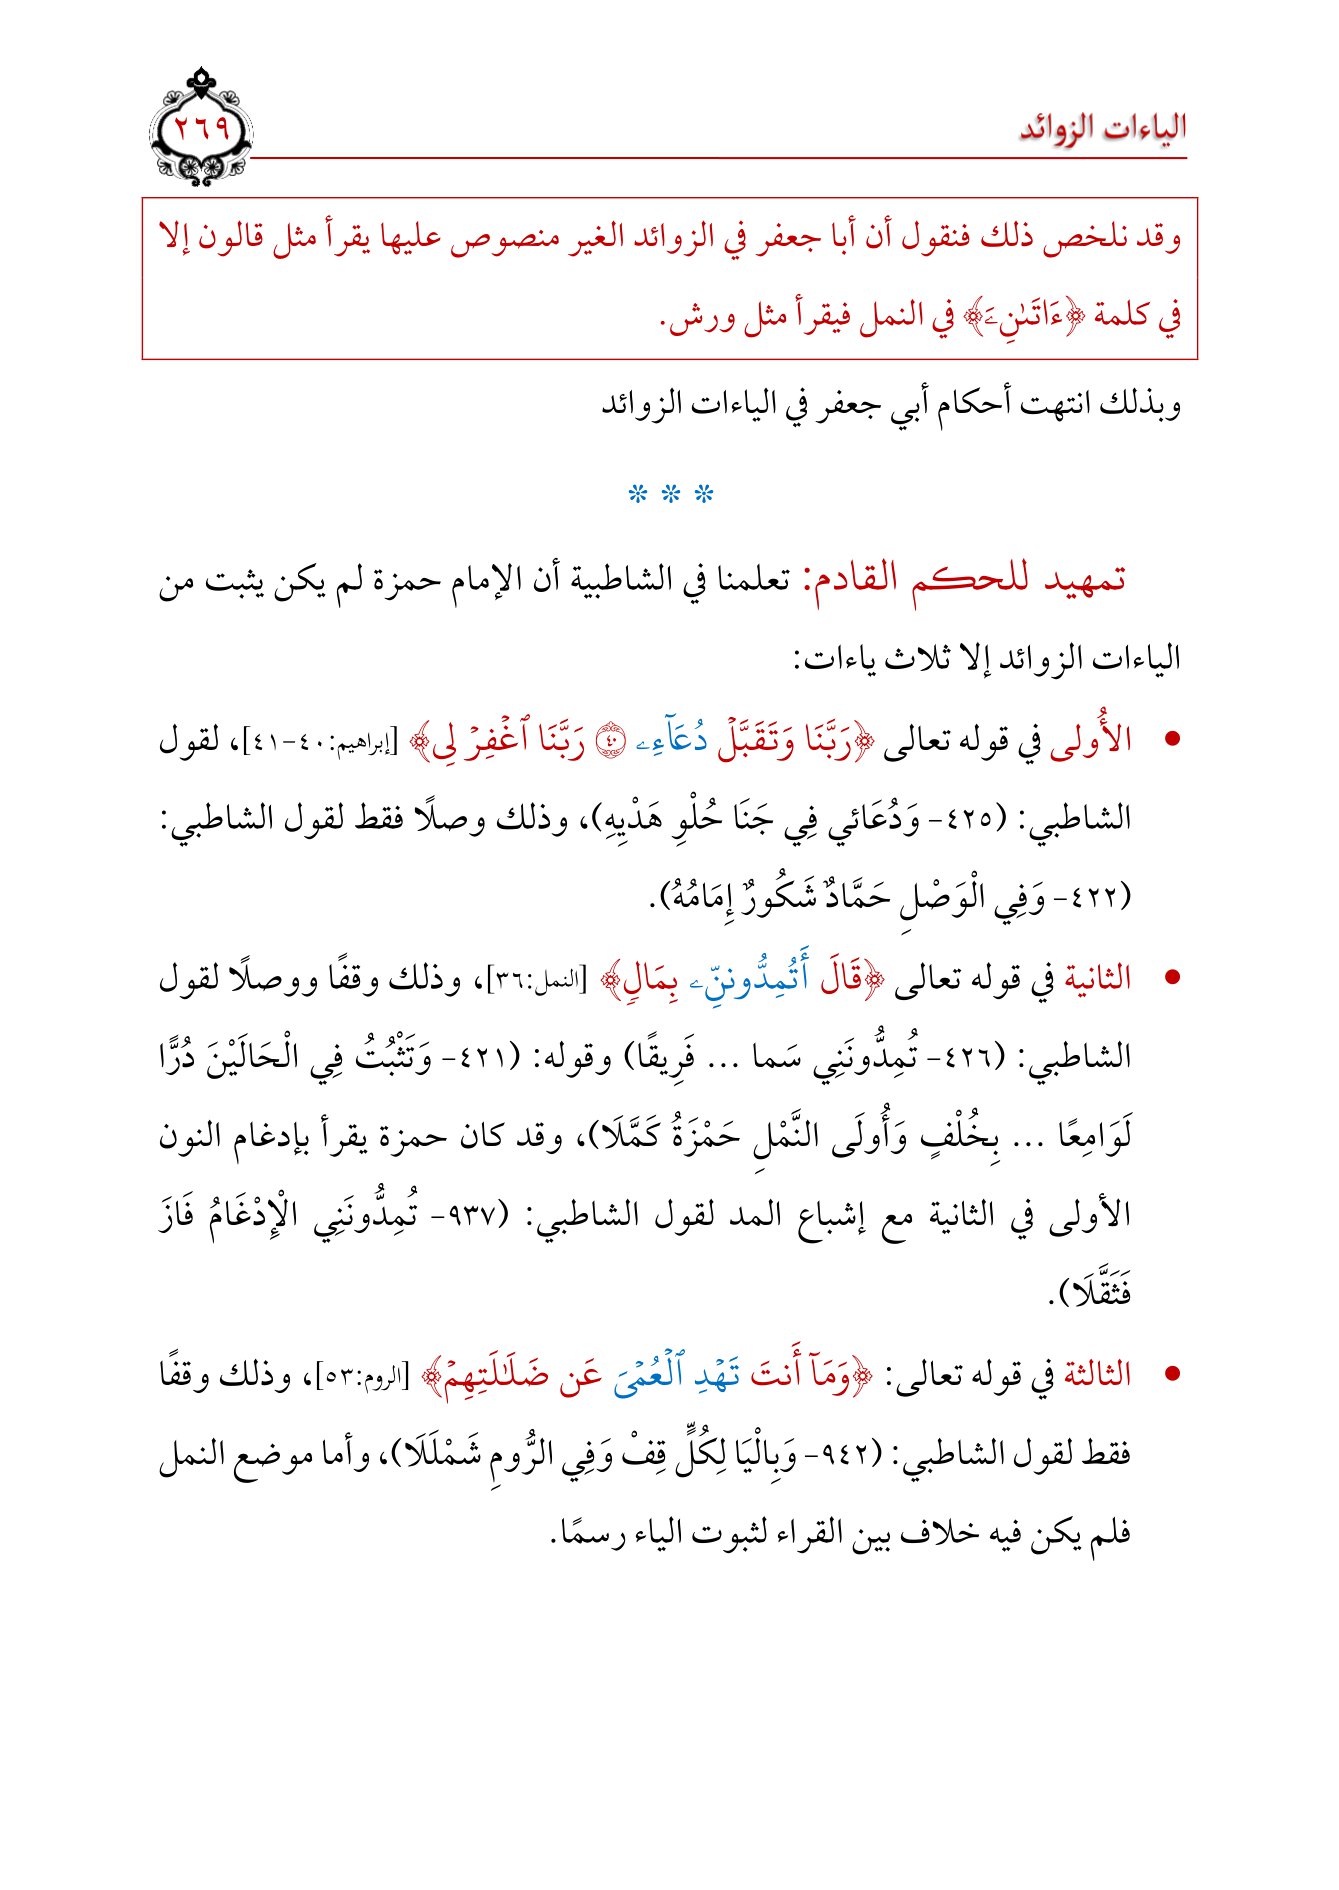 الياءات الزوائد
٢٦٩
وقد نلخص ذلك فنقول أن أبا جعفر في الزوائد الغير منصوص عليها يقرأ مثل قالون إلا
في كلمة ﴿ءَاتَىٰنِۦَ﴾ في النمل فيقرأ مثل ورش.
وبذلك انتهت أحكام أبي جعفر في الياءات الزوائد
* * *
تمهيد للحكم القادم: تعلمنا في الشاطبية أن الإمام حمزة لم يكن يثبت من
الياءات الزوائد إلا ثلاث ياءات:
• الأُولى في قوله تعالى ﴿رَبَّنَا وَتَقَبَّلۡ دُعَآءِۦ ٤٠ رَبَّنَا ٱغۡفِرۡ لِي﴾ [إبراهيم:٤٠-٤١]، لقول
الشاطبي: (٤٢٥- وَدُعَائي فِي جَنَا حُلْوِ هَدْيِهِ)، وذلك وصلًا فقط لقول الشاطبي:
(٤٢٢- وَفِي الْوَصْلِ حَمَّادٌ شَكُورٌ إِمَامُهُ).
• الثانية في قوله تعالى ﴿قَالَ أَتُمِدُّوننِّۦ بِمَالٖ﴾ [النمل:٣٦]، وذلك وقفًا ووصلًا لقول
الشاطبي: (٤٢٦- تُمِدُّونَنِي سَما ... فَرِيقًا) وقوله: (٤٢١- وَتَثْبُتُ فِي الْحَالَيْنَ دُرًّا
لَوَامِعًا ... بِخُلْفٍ وَأُولَى النَّمْلِ حَمْزَةُ كَمَّلَا)، وقد كان حمزة يقرأ بإدغام النون
الأولى في الثانية مع إشباع المد لقول الشاطبي: (٩٣٧- تُمِدُّونَنِي الْإِدْغَامُ فَازَ
فَثَقَّلَا).
• الثالثة في قوله تعالى: ﴿وَمَآ أَنتَ تَهۡدِ ٱلۡعُمۡيَ عَن ضَلَٰلَتِهِمۡ﴾ [الروم:٥٣]، وذلك وقفًا
فقط لقول الشاطبي: (٩٤٢- وَبِالْيَا لِكُلٍّ قِفْ وَفِي الرُّومِ شَمْلَلَا)، وأما موضع النمل
فلم يكن فيه خلاف بين القراء لثبوت الياء رسمًا.